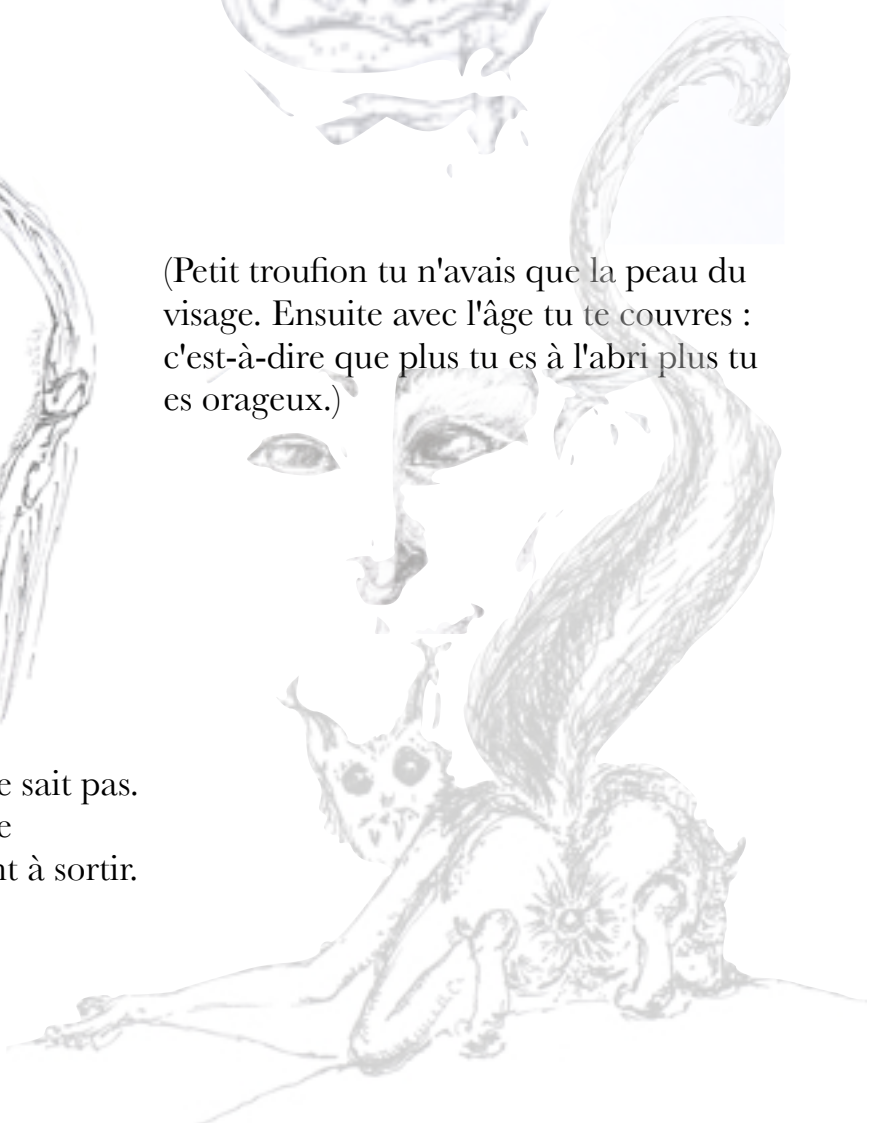 (Petit troufion tu n'avais que la peau du
visage. Ensuite avec l'âge tu te couvres :
c'est-à-dire que plus tu es à l'abri plus tu
es orageux.)
e sait pas.
e
nt à sortir.